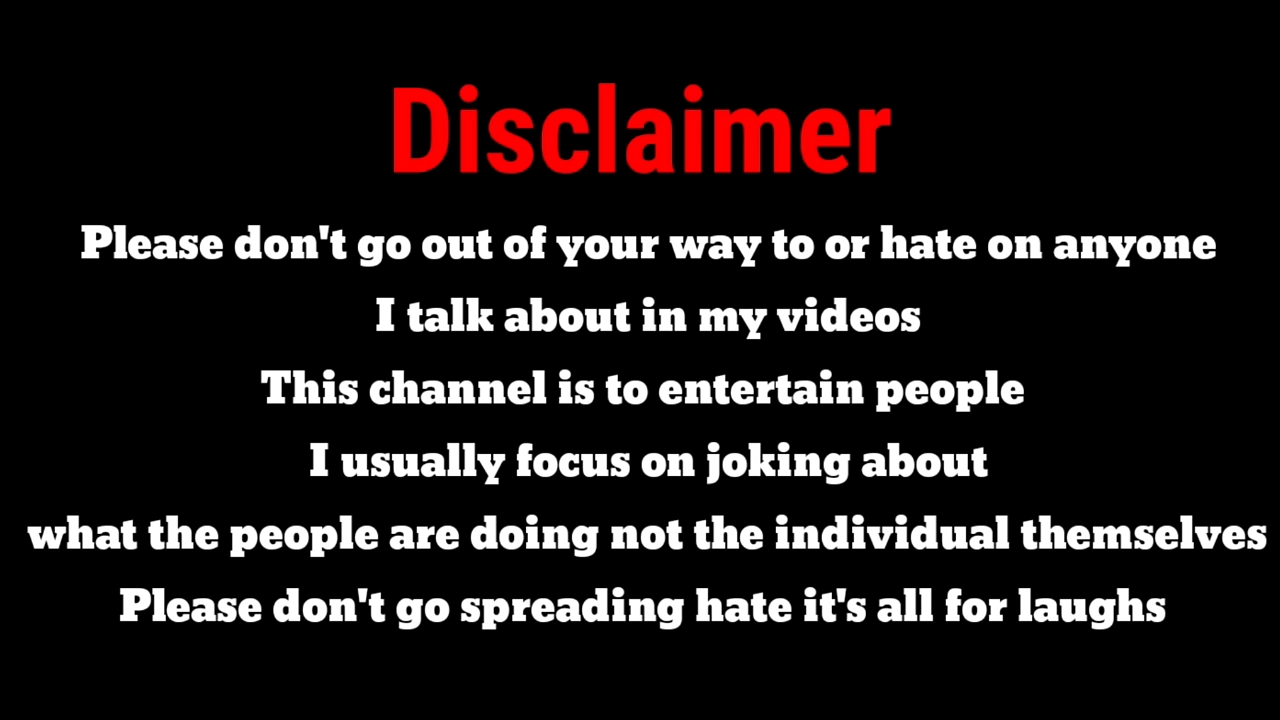 Disclaimer
Please don't go out of your way to or hate on anyone
I talk about in my videos
This channel is to entertain people
I usually focus on joking about
what the people are doing not the individual themselves
Please don't go spreading hate it's all for laughs